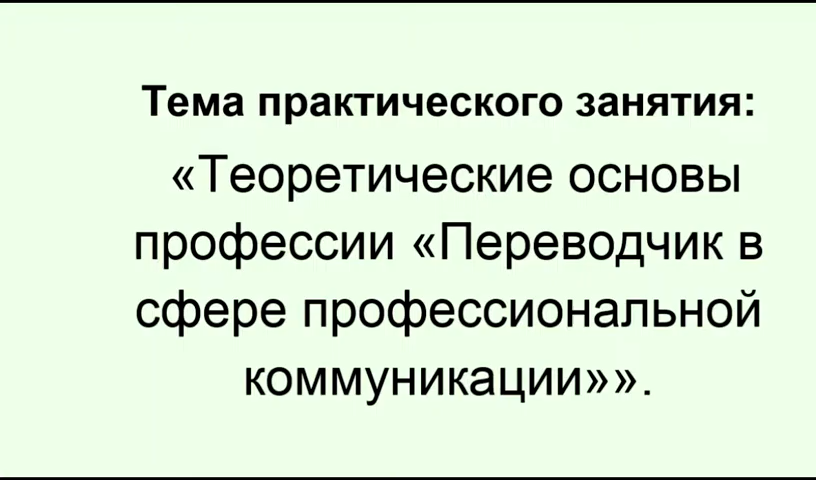 Тема практического занятия:
«Теоретические основы
профессии «Переводчик в
сфере профессиональной
коммуникации»».